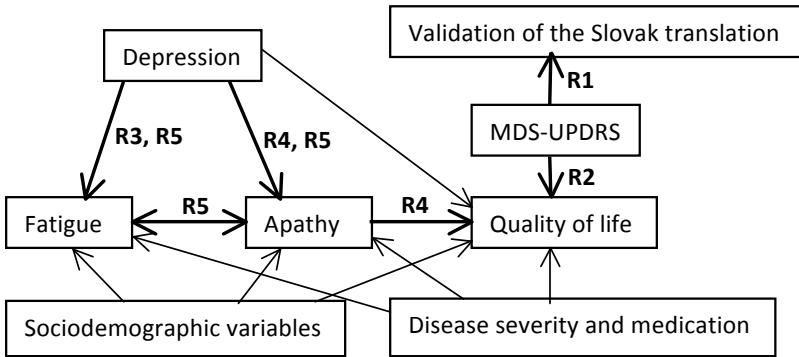 Validation of the Slovak translation
Depression
R1
MDS-UPDRS
R3, R5
R4, R5
R2
R5
R4
Fatigue
Apathy
Quality of life
Sociodemographic variables
Disease severity and medication